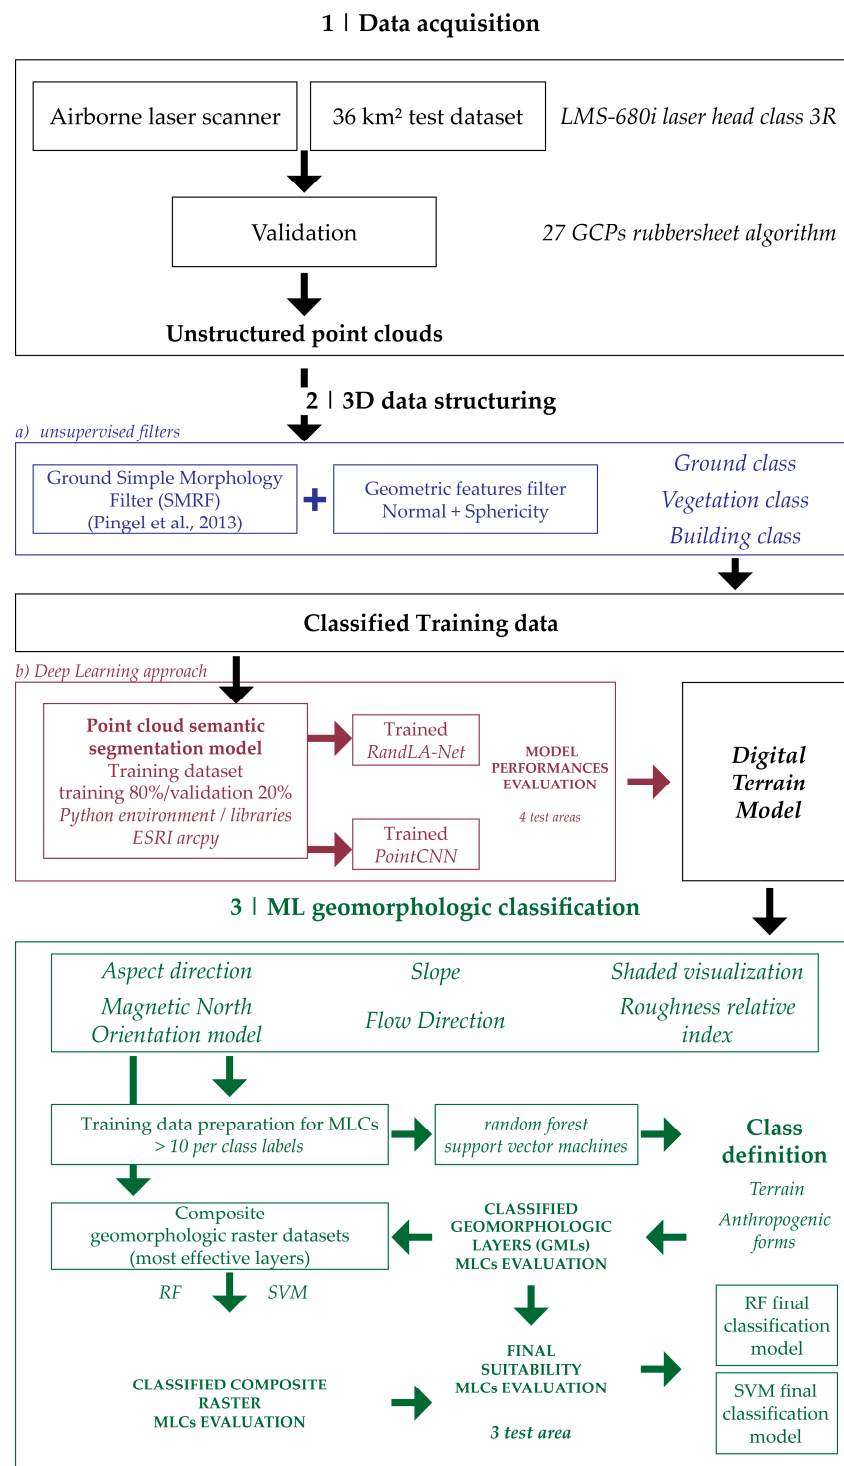 1 | Data acquisition
Airborne laser scanner
36 km² test dataset
LMS-680i laser head class 3R
Validation
27 GCPs rubbersheet algorithm
Unstructured point clouds
2 | 3D data structuring
a) unsupervised filters
Ground Simple Morphology
Filter (SMRF)
(Pingel et al., 2013)
+
Geometric features filter
Normal + Sphericity
Ground class
Vegetation class
Building class
Classified Training data
b) Deep Learning approach
Point cloud semantic
segmentation model
Training dataset
training 80%/validation 20%
Python environment / libraries
ESRI arcpy
Trained
RandLA-Net
Trained
PointCNN
MODEL
PERFORMANCES
EVALUATION
4 test areas
Digital
Terrain
Model
3 | ML geomorphologic classification
Aspect direction
Slope
Shaded visualization
Magnetic North
Orientation model
Flow Direction
Roughness relative
index
Training data preparation for MLCs
> 10 per class labels
random forest
support vector machines
Class
definition
Terrain
Anthropogenic
forms
Composite
geomorphologic raster datasets
(most effective layers)
CLASSIFIED
GEOMORPHOLOGIC
LAYERS (GMLs)
MLCs EVALUATION
RF
SVM
CLASSIFIED COMPOSITE
RASTER
MLCs EVALUATION
FINAL
SUITABILITY
MLCs EVALUATION
3 test area
RF final
classification
model
SVM final
classification
model